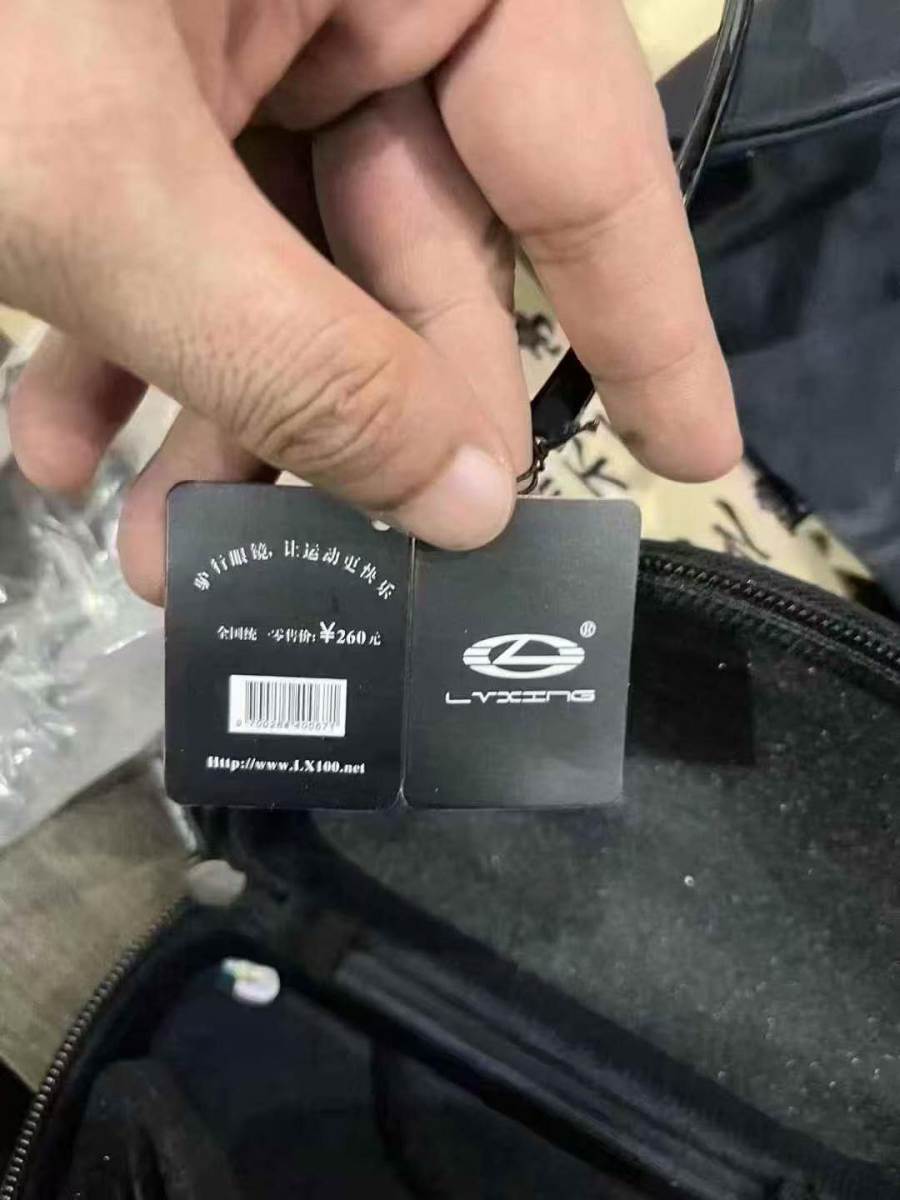 驴行眼镜, 让运动更快乐
全国统一零售价:￥260元
Http://www.LX100.net
®
LVXING